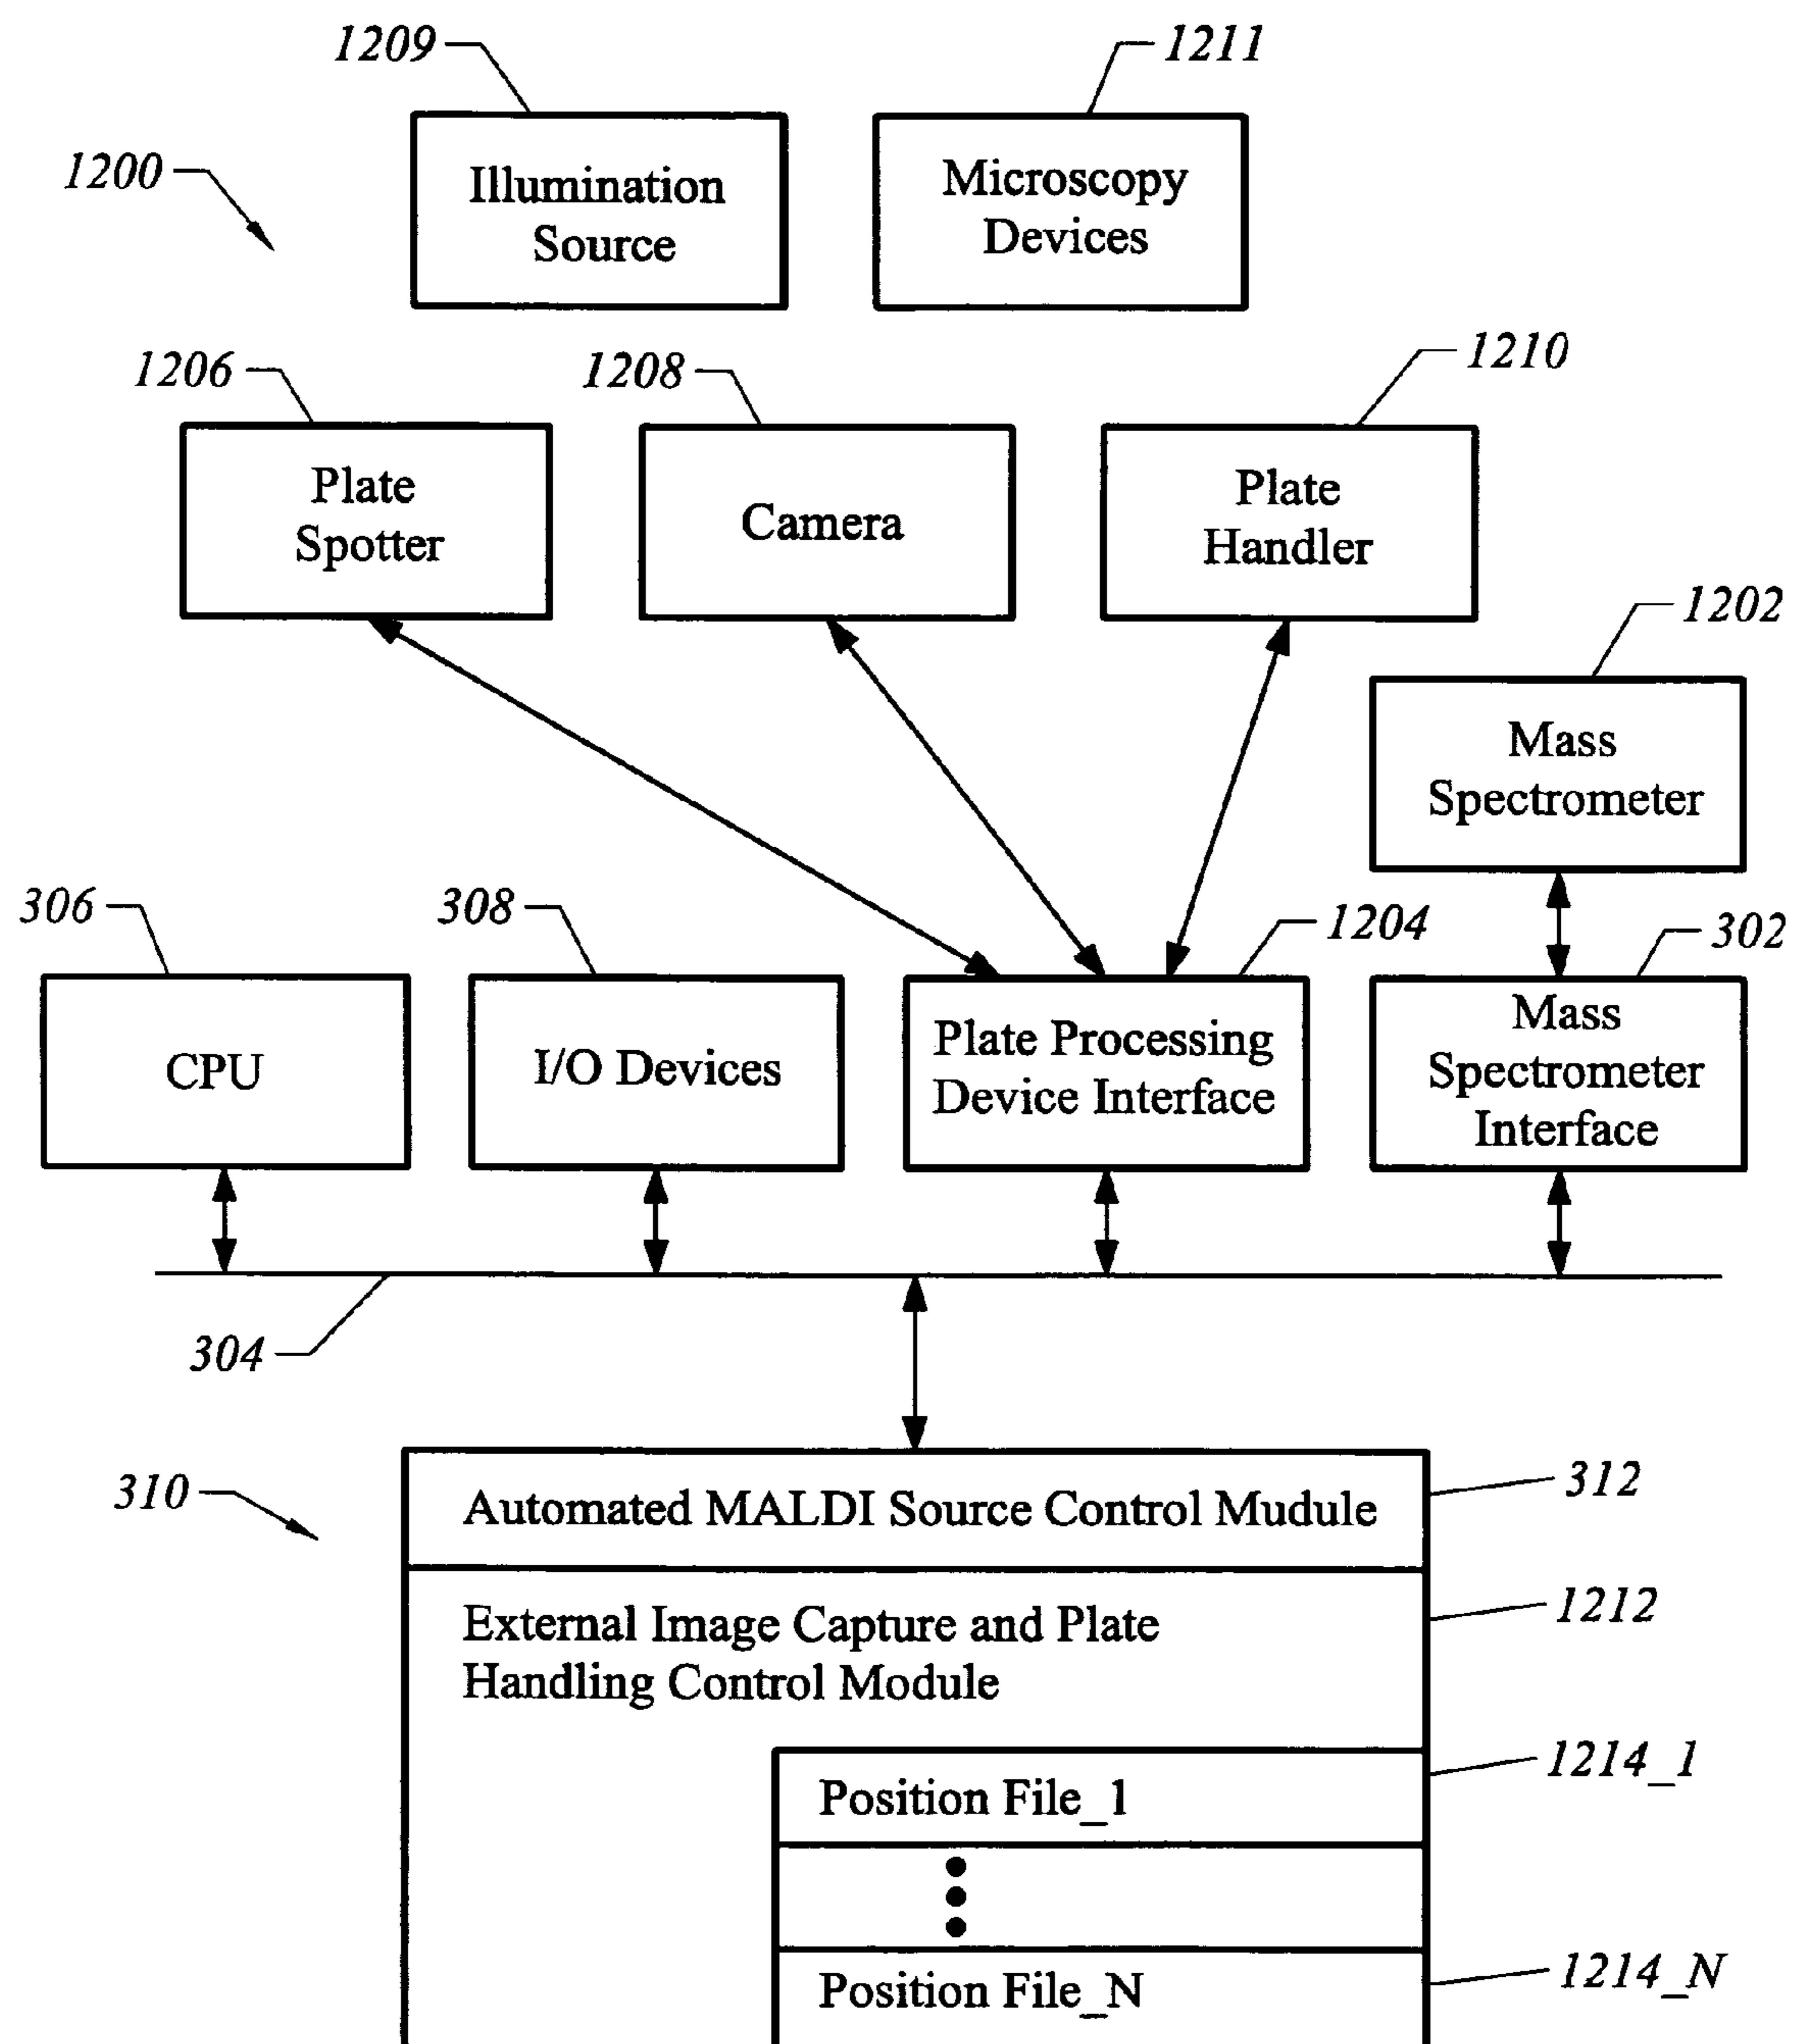 1209
1211
1200
Illumination
Source
Microscopy
Devices
1206
1208
1210
Plate
Spotter
Camera
Plate
Handler
1202
Mass
Spectrometer
306
308
1204
302
CPU
I/O Devices
Plate Processing
Device Interface
Mass
Spectrometer
Interface
304
310
Automated MALDI Source Control Mudule
312
External Image Capture and Plate
Handling Control Module
1212
Position File_1
1214_1
Position File_N
1214_N